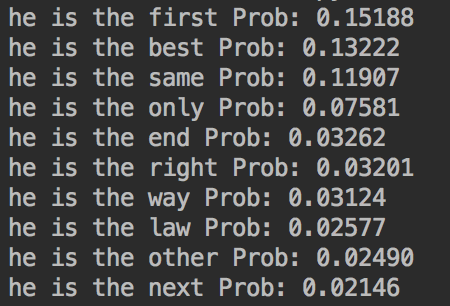 he is the first Prob: 0.15188
he is the best Prob: 0.13222
he is the same Prob: 0.11907
he is the only Prob: 0.07581
he is the end Prob: 0.03262
he is the right Prob: 0.03201
he is the way Prob: 0.03124
he is the law Prob: 0.02577
he is the other Prob: 0.02490
he is the next Prob: 0.02146